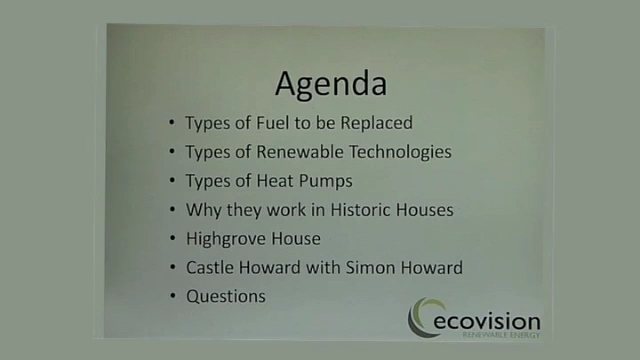 Agenda
• Types of Fuel to be Replaced
• Types of Renewable Technologies
• Types of Heat Pumps
• Why they work in Historic Houses
• Highgrove House
• Castle Howard with Simon Howard
• Questions
ecovision
RENEWABLE ENERGY